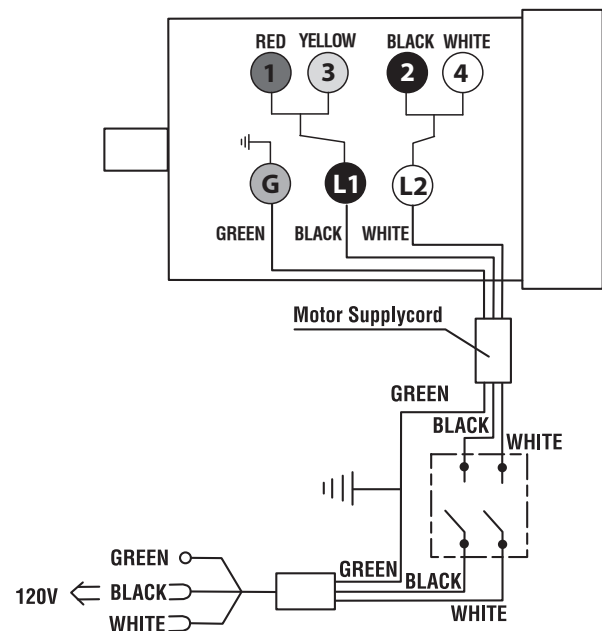 RED YELLOW BLACK WHITE
1 3 2 4
G L1 L2
GREEN BLACK WHITE
Motor Supplycord
GREEN
BLACK
WHITE
GREEN GREEN
120V BLACK BLACK
WHITE WHITE